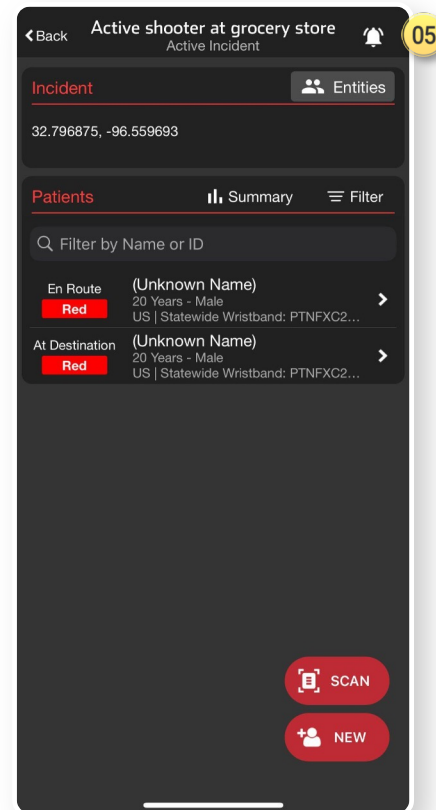 Back
Active shooter at grocery store
Active Incident
05
Incident
Entities
32.796875, -96.559693
Patients
Summary
Filter
Filter by Name or ID
En Route
Red
(Unknown Name)
20 Years - Male
US | Statewide Wristband: PTNFXC2...
At Destination
Red
(Unknown Name)
20 Years - Male
US | Statewide Wristband: PTNFXC2...
SCAN
NEW